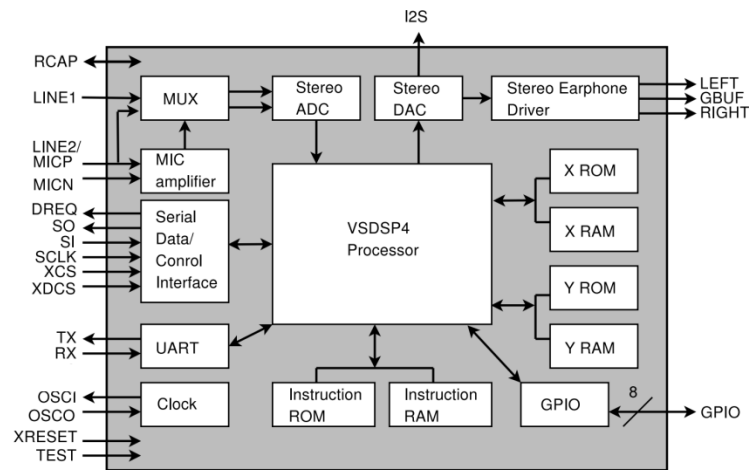 I2S
RCAP
LINE1
LINE2/
MICP
MICN
DREQ
SO
SI
SCLK
XCS
XDCS
TX
RX
OSCI
OSCO
XRESET
TEST
MUX
Stereo
ADC
Stereo
DAC
Stereo Earphone
Driver
LEFT
GBUF
RIGHT
MIC
amplifier
Serial
Data/
Conrol
Interface
VSDSP4
Processor
X ROM
X RAM
Y ROM
Y RAM
UART
Clock
Instruction
ROM
Instruction
RAM
GPIO
8
GPIO